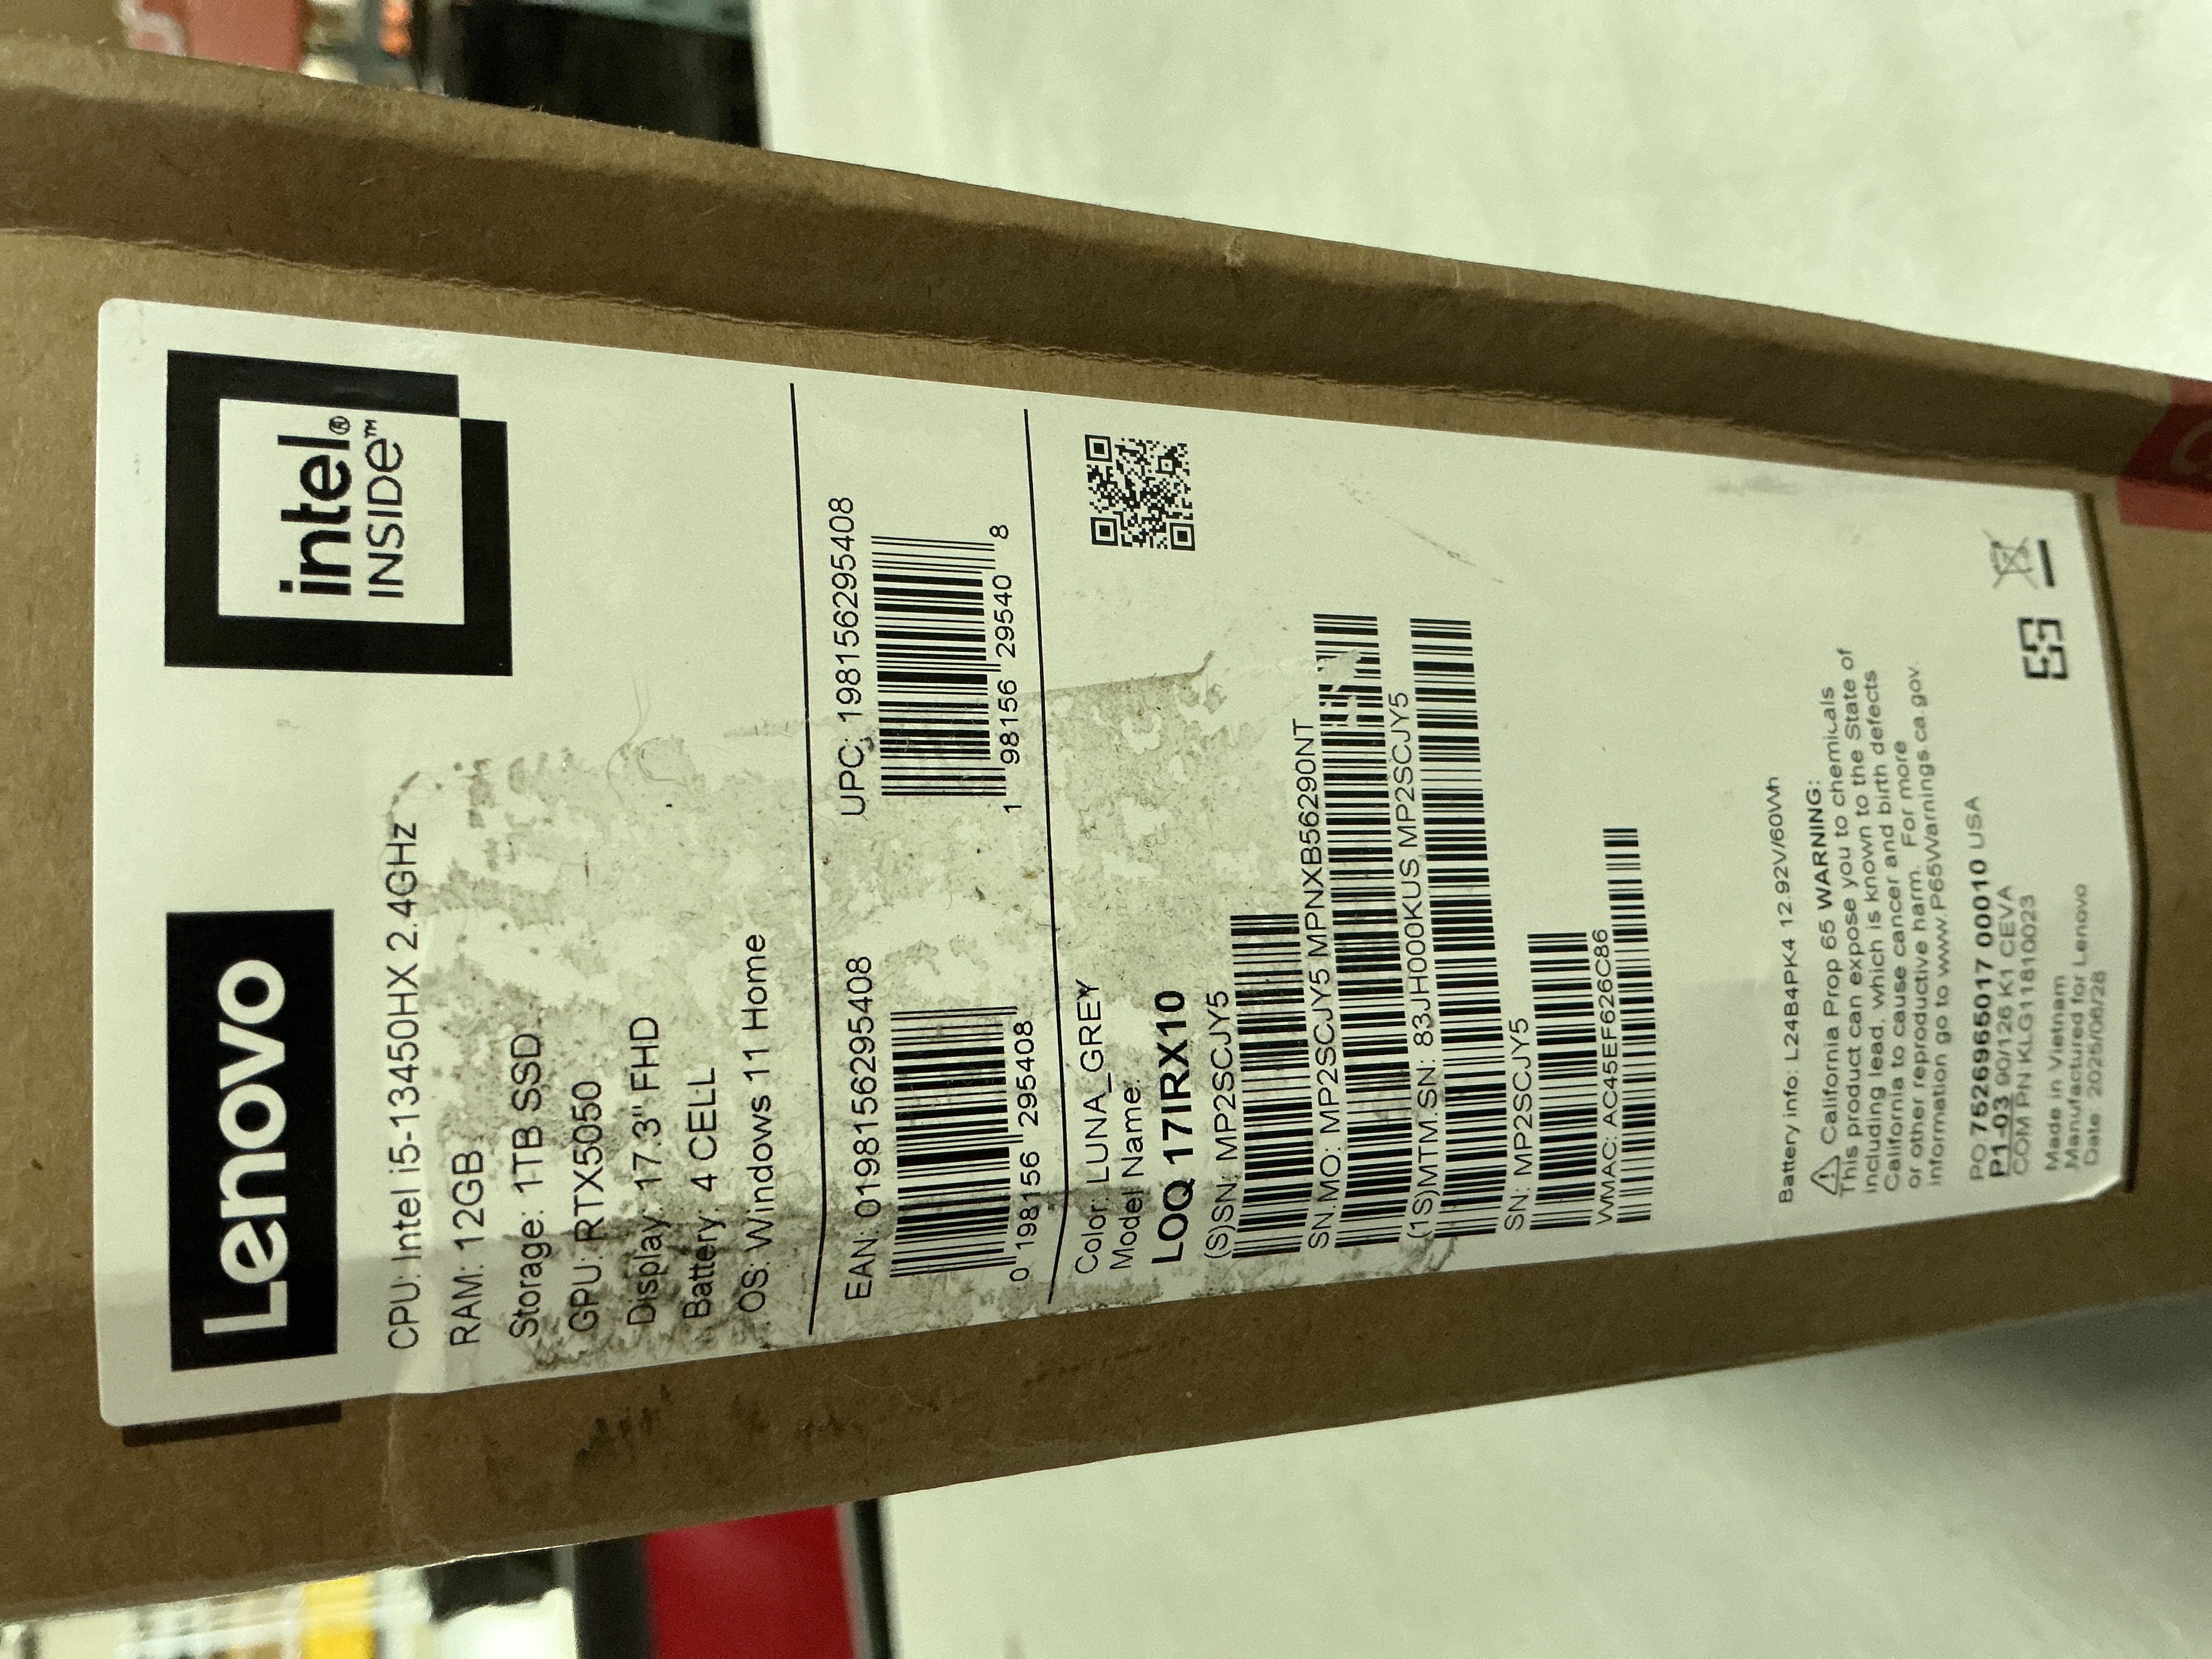 Lenovo
intel®
INSIDE™
CPU: Intel i5-13450HX 2.4GHz
RAM: 12GB
Storage: 1TB SSD
GPU: RTX5050
Display: 17.3" FHD
Battery: 4 CELL
OS: Windows 11 Home
EAN: 0198156295408
0 198156 295408
UPC: 198156295408
1 98156 29540 8
Color: LUNA_GREY
Model Name:
LOQ 17IRX10
(S)SN: MP2SCJY5
SN.MO: MP2SCJY5 MPNXB56290NT
(1S)MTM.SN: 83JH000KUS MP2SCJY5
SN: MP2SCJY5
WMAC: AC45EF626C86
Battery info: L24B4PK4 12.92V/60Wh
⚠ California Prop 65 WARNING:
This product can expose you to chemicals
including lead, which is known to the State of
California to cause cancer and birth defects
or other reproductive harm. For more
information go to www.P65Warnings.ca.gov.
PO 7526965017 00010 USA
P1-03 90/126 K1 CEVA
COM PN KLG11810023
Made in Vietnam
Manufactured for Lenovo
Date: 2025/06/28